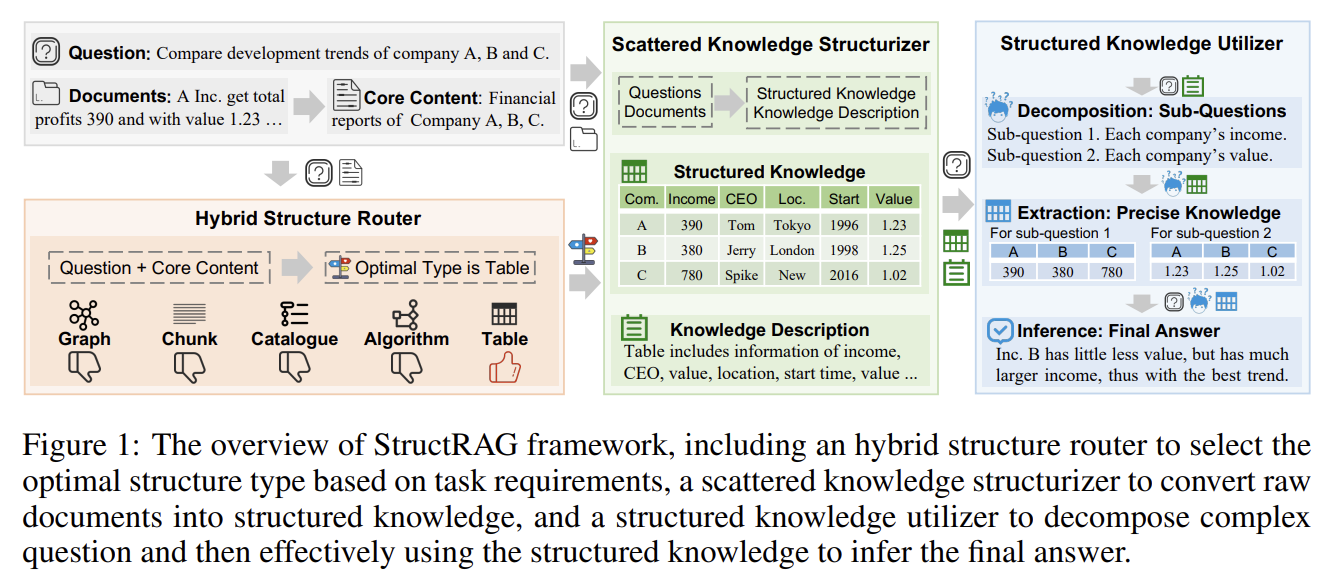 Question: Compare development trends of company A, B and C.
Documents: A Inc. get total
profits 390 and with value 1.23 …
Core Content: Financial
reports of Company A, B, C.
Hybrid Structure Router
Question + Core Content
Optimal Type is Table
Graph
Chunk
Catalogue
Algorithm
Table
Scattered Knowledge Structurizer
Questions
Documents
Structured Knowledge
Knowledge Description
Structured Knowledge
Com. Income CEO Loc. Start Value
A 390 Tom Tokyo 1996 1.23
B 380 Jerry London 1998 1.25
C 780 Spike New 2016 1.02
Knowledge Description
Table includes information of income,
CEO, value, location, start time, value ...
Structured Knowledge Utilizer
Decomposition: Sub-Questions
Sub-question 1. Each company's income.
Sub-question 2. Each company's value.
Extraction: Precise Knowledge
For sub-question 1
A B C
390 380 780
For sub-question 2
A B C
1.23 1.25 1.02
Inference: Final Answer
Inc. B has little less value, but has much
larger income, thus with the best trend.
Figure 1: The overview of StructRAG framework, including an hybrid structure router to select the
optimal structure type based on task requirements, a scattered knowledge structurizer to convert raw
documents into structured knowledge, and a structured knowledge utilizer to decompose complex
question and then effectively using the structured knowledge to infer the final answer.